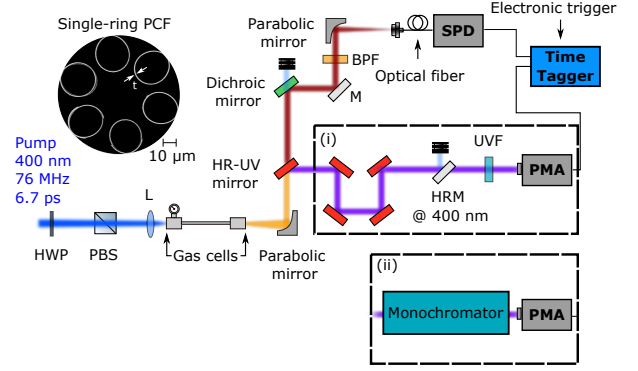 Single-ring PCF
t
10 µm
Pump
400 nm
76 MHz
6.7 ps
HWP
PBS
L
Gas cells
Parabolic
mirror
HR-UV
mirror
Dichroic
mirror
Parabolic
mirror
BPF
M
Optical fiber
SPD
Electronic trigger
Time
Tagger
(i)
HRM
@ 400 nm
UVF
PMA
(ii)
Monochromator
PMA